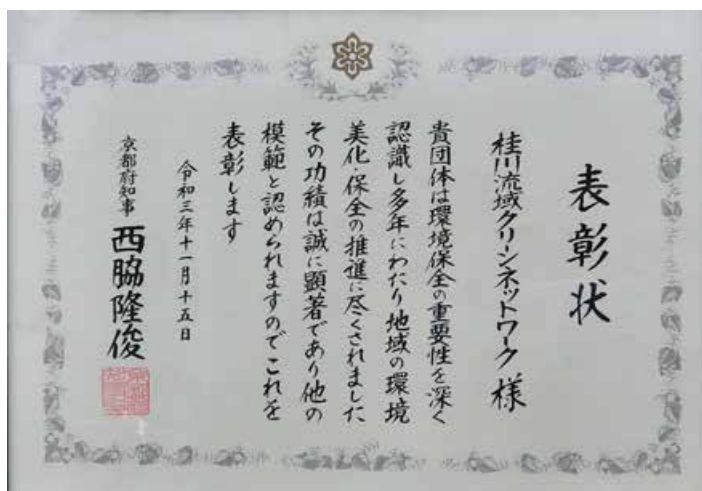 表彰状
桂川流域クリーンネットワーク 様
貴団体は環境保全の重要性を深く
認識し多年にわたり地域の環境
美化・保全の推進に尽くされました
その功績は誠に顕著であり他の
模範と認められますのでこれを
表彰します
令和三年十一月十五日
京都府知事 西脇隆俊